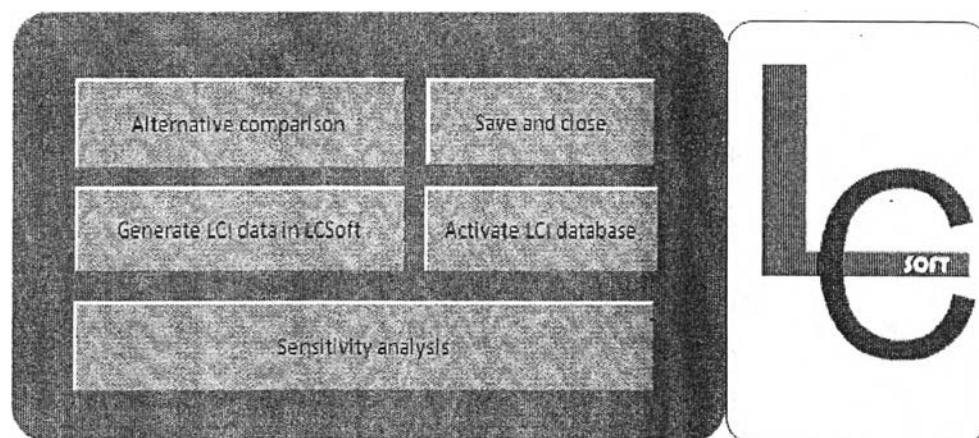 Alternative comparison
Save and close
Generate LCI data in LCSoft
Activate LCI database
Sensitivity analysis
LC
SOFT